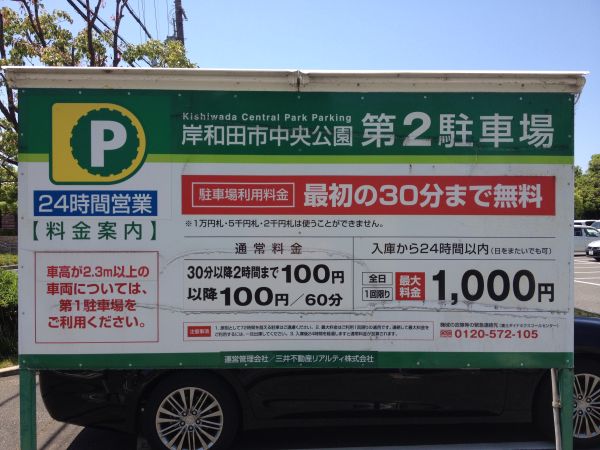 P
Kishiwada Central Park Parking
岸和田市中央公園 第2駐車場
24時間営業
【料金案内】
車高が2.3m以上の
車両については、
第1駐車場を
ご利用ください。
駐車場利用料金 最初の30分まで無料
※1万円札・5千円札・2千円札は使うことができません。
通常料金
30分以降2時間まで100円
以降100円/60分
入庫から24時間以内(日をまたいでも可)
全日
1回限り
最大
料金
1,000円
注意事項
0120-572-105
運営管理会社/三井不動産リアルティ株式会社